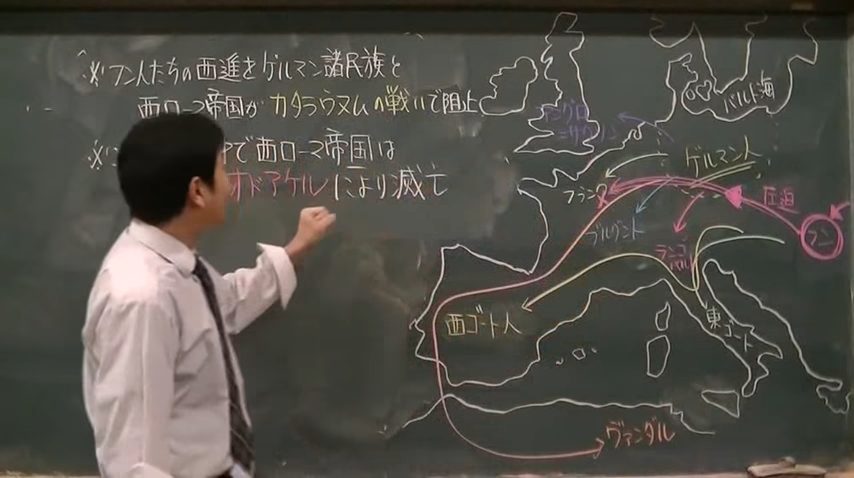 ※フン人たちの西進をゲルマン諸民族と
西ローマ帝国がカタラウヌムの戦いで阻止
※
で西ローマ帝国は
オドアケルにより滅亡
バルト海
アングロ
=サクソン
ゲルマン人
フランク
圧迫
フン
ブルグント
ランゴ
バルド
西ゴート人
東ゴート
ヴァンダル